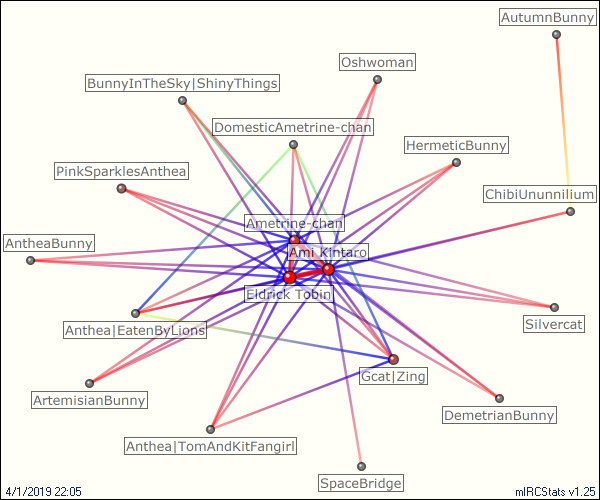 AutumnBunny
Oshwoman
BunnyInTheSky|ShinyThings
DomesticAmetrine-chan
HermeticBunny
PinkSparklesAnthea
ChibiUnunnilium
Ametrine-chan
AntheaBunny
Ami Kintaro
Eldrick Tobin
Silvercat
Anthea|EatenByLions
Gcat|Zing
ArtemisianBunny
DemetrianBunny
Anthea|TomAndKitFangirl
SpaceBridge
4/1/2019 22:05
mIRCStats v1.25